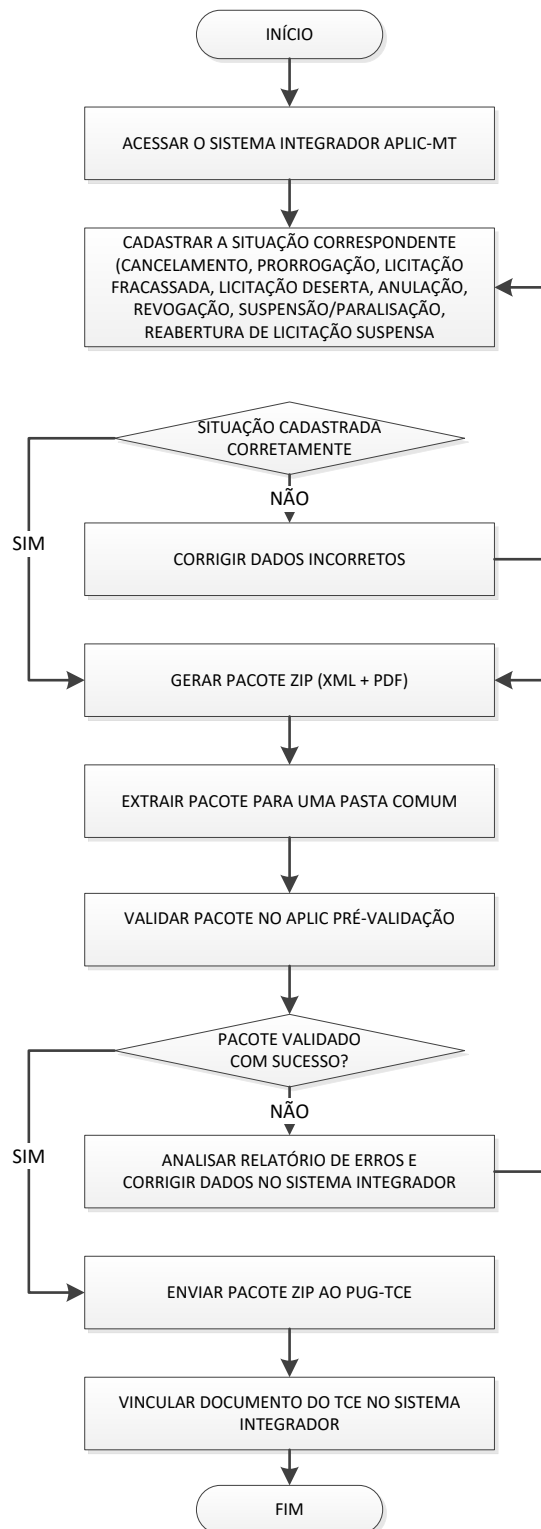 INÍCIO
ACESSAR O SISTEMA INTEGRADOR APLIC-MT
CADASTRAR A SITUAÇÃO CORRESPONDENTE
(CANCELAMENTO, PRORROGAÇÃO, LICITAÇÃO
FRACASSADA, LICITAÇÃO DESERTA, ANULAÇÃO,
REVOGAÇÃO, SUSPENSÃO/PARALISAÇÃO,
REABERTURA DE LICITAÇÃO SUSPENSA
SITUAÇÃO CADASTRADA
CORRETAMENTE
NÃO
SIM
CORRIGIR DADOS INCORRETOS
GERAR PACOTE ZIP (XML + PDF)
EXTRAIR PACOTE PARA UMA PASTA COMUM
VALIDAR PACOTE NO APLIC PRÉ-VALIDAÇÃO
PACOTE VALIDADO
COM SUCESSO?
NÃO
SIM
ANALISAR RELATÓRIO DE ERROS E
CORRIGIR DADOS NO SISTEMA INTEGRADOR
ENVIAR PACOTE ZIP AO PUG-TCE
VINCULAR DOCUMENTO DO TCE NO SISTEMA
INTEGRADOR
FIM